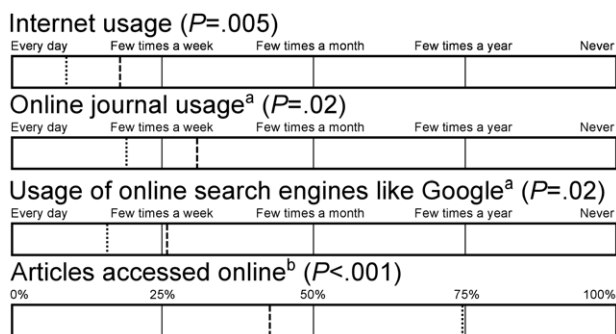 Internet usage (P=.005)
Every day Few times a week Few times a month Few times a year Never
Online journal usageᵃ (P=.02)
Every day Few times a week Few times a month Few times a year Never
Usage of online search engines like Googleᵃ (P=.02)
Every day Few times a week Few times a month Few times a year Never
Articles accessed onlineᵇ (P<.001)
0% 25% 50% 75% 100%